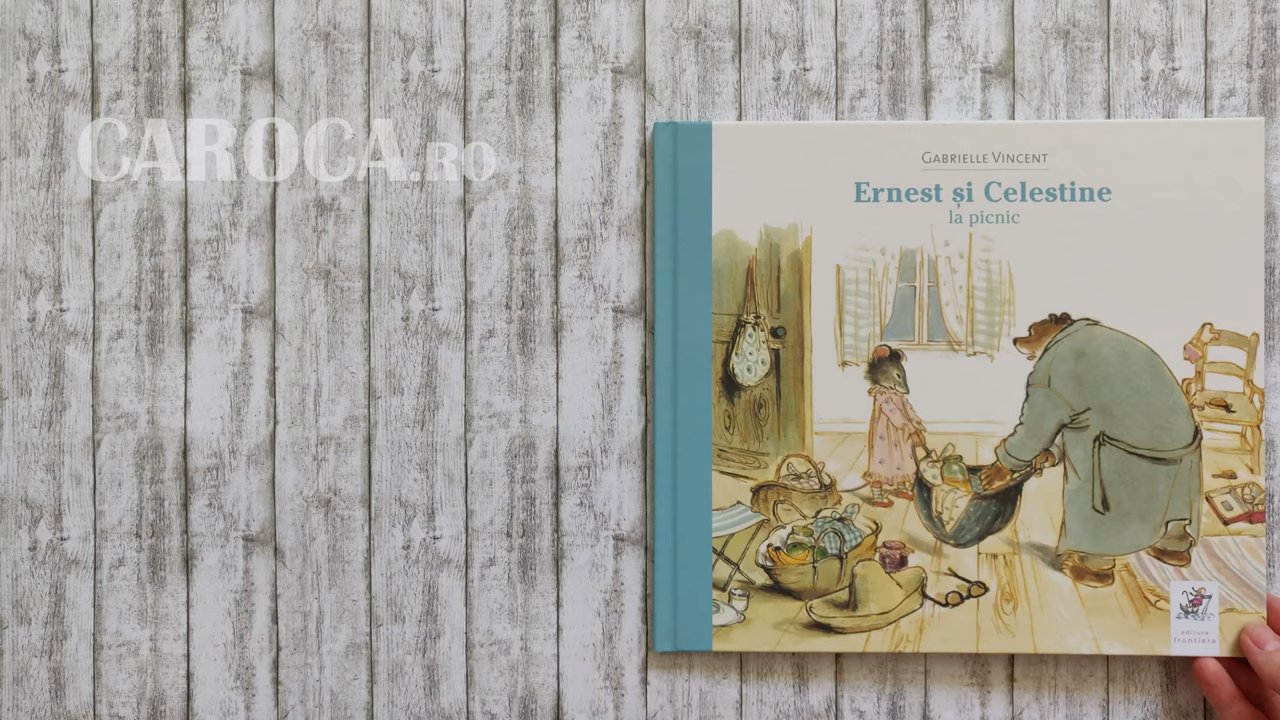 CAROCA.RO
GABRIELLE VINCENT
Ernest și Celestine
la picnic
editura
frontiera